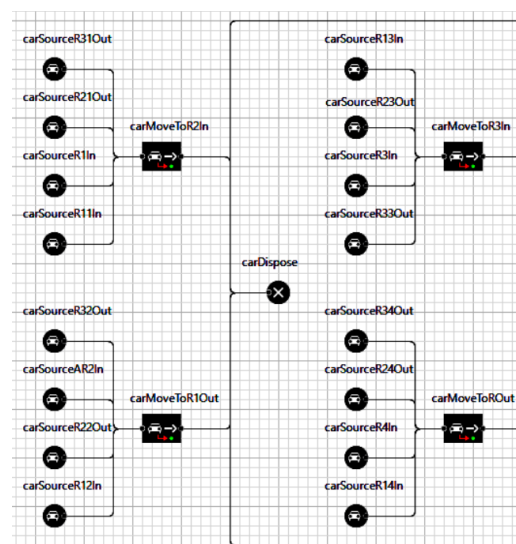 carSourceR31Out
carSourceR13In
carSourceR21Out
carSourceR23Out
carMoveToR2In
carMoveToR3In
carSourceR1In
carSourceR3In
carSourceR11In
carSourceR33Out
carDispose
carSourceR32Out
carSourceR34Out
carSourceAR2In
carSourceR24Out
carMoveToR1Out
carMoveToROut
carSourceR22Out
carSourceR4In
carSourceR12In
carSourceR14In